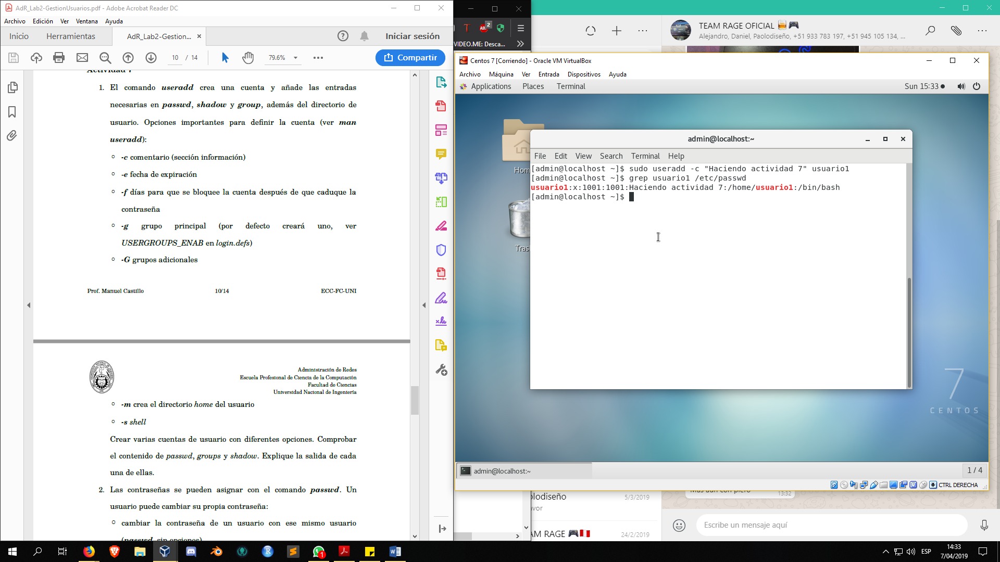 AdR_Lab2-GestionUsuarios.pdf - Adobe Acrobat Reader DC
Archivo Edición Ver Ventana Ayuda
Inicio Herramientas AdR_Lab2-Gestion... ×
Iniciar sesión
10 / 14
79.6%
Compartir
Actividad 7
1. El comando useradd crea una cuenta y añade las entradas
necesarias en passwd, shadow y group, además del directorio de
usuario. Opciones importantes para definir la cuenta (ver man
useradd):
-c comentario (sección información)
-e fecha de expiración
-f días para que se bloquee la cuenta después de que caduque la
contraseña
-g grupo principal (por defecto creará uno, ver
USERGROUPS_ENAB en login.defs)
-G grupos adicionales
Prof. Manuel Castillo 10/14 ECC-FC-UNI
Administración de Redes
Escuela Profesional de Ciencia de la Computación
Facultad de Ciencias
Universidad Nacional de Ingeniería
-m crea el directorio home del usuario
-s shell
Crear varias cuentas de usuario con diferentes opciones. Comprobar
el contenido de passwd, groups y shadow. Explique la salida de cada
una de ellas.
2. Las contraseñas se pueden asignar con el comando passwd. Un
usuario puede cambiar su propia contraseña:
cambiar la contraseña de un usuario con ese mismo usuario
(passwd, sin opciones)
2
VIDEO.ME: Desca...
TEAM RAGE OFICIAL
Alejandro, Daniel, Paolodiseño, +51 933 783 197, +51 945 105 134, ...
Centos 7 [Corriendo] - Oracle VM VirtualBox
Archivo Máquina Ver Entrada Dispositivos Ayuda
Applications Places Terminal
Sun 15:33
Hom
Tras
admin@localhost:~
File Edit View Search Terminal Help
[admin@localhost ~]$ sudo useradd -c "Haciendo actividad 7" usuario1
[admin@localhost ~]$ grep usuario1 /etc/passwd
usuario1:x:1001:1001:Haciendo actividad 7:/home/usuario1:/bin/bash
[admin@localhost ~]$
7
CENTOS
admin@localhost:~
1 / 4
CTRL DERECHA
olodiseño 5/3/2019
vor
AM RAGE 24/2/2019
Mas aun con piero 13:32
Escribe un mensaje aquí
1
ESP
14:33
7/04/2019